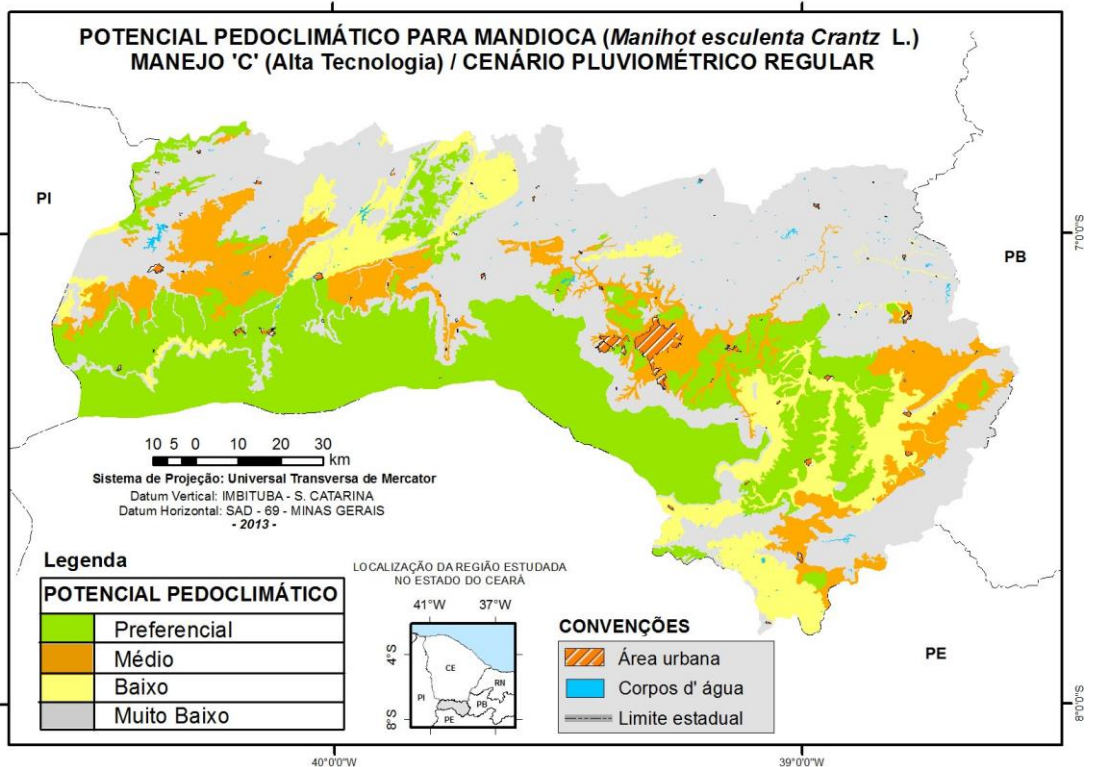 POTENCIAL PEDOCLIMÁTICO PARA MANDIOCA (Manihot esculenta Crantz L.)
MANEJO 'C' (Alta Tecnologia) / CENÁRIO PLUVIOMÉTRICO REGULAR
PI
7°0'0"S
PB
10 5 0 10 20 30
km
Sistema de Projeção: Universal Transversa de Mercator
Datum Vertical: IMBITUBA - S. CATARINA
Datum Horizontal: SAD - 69 - MINAS GERAIS
- 2013 -
PE
Legenda
POTENCIAL PEDOCLIMÁTICO
Preferencial
Médio
Baixo
Muito Baixo
LOCALIZAÇÃO DA REGIÃO ESTUDADA
NO ESTADO DO CEARÁ
41°W 37°W
4°S
8°S
CE
RN
PI
PB
PE
CONVENÇÕES
Área urbana
Corpos d' água
Limite estadual
8°0'0"S
40°0'0"W 39°0'0"W